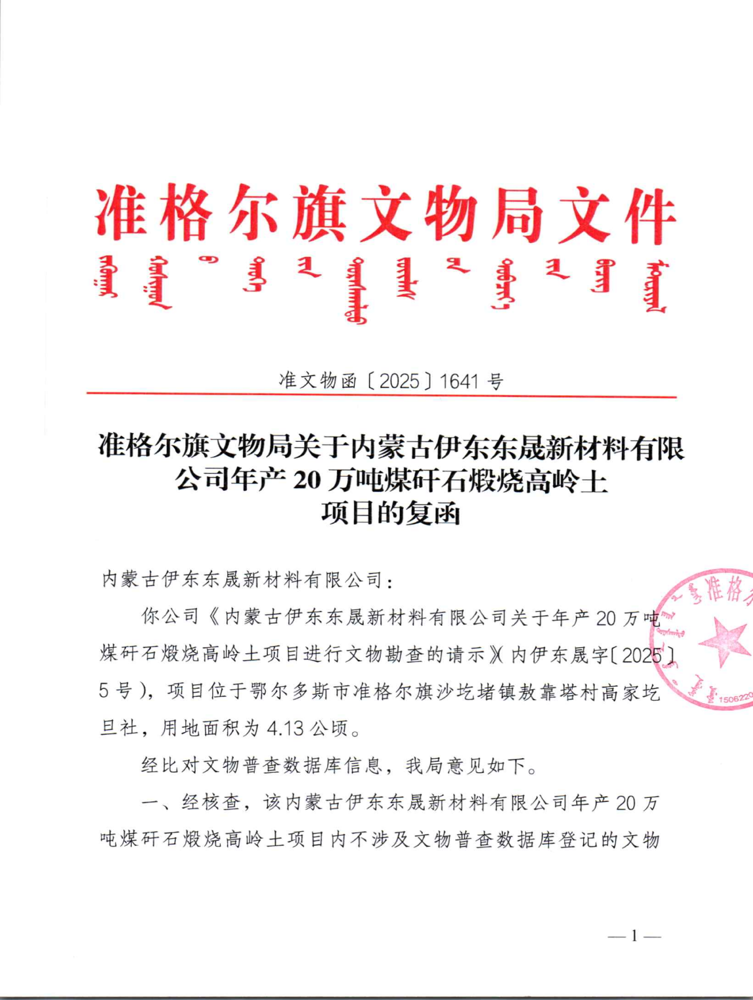 准格尔旗文物局文件
准文物函〔2025〕1641 号
准格尔旗文物局关于内蒙古伊东东晟新材料有限
公司年产 20 万吨煤矸石煅烧高岭土
项目的复函
内蒙古伊东东晟新材料有限公司：
你公司《内蒙古伊东东晟新材料有限公司关于年产 20 万吨
煤矸石煅烧高岭土项目进行文物勘查的请示》（内伊东晟字〔2025〕
5 号），项目位于鄂尔多斯市准格尔旗沙圪堵镇敖靠塔村高家圪
旦社，用地面积为 4.13 公顷。
经比对文物普查数据库信息，我局意见如下。
一、经核查，该内蒙古伊东东晟新材料有限公司年产 20 万
吨煤矸石煅烧高岭土项目内不涉及文物普查数据库登记的文物
准格尔
1506220
— 1 —